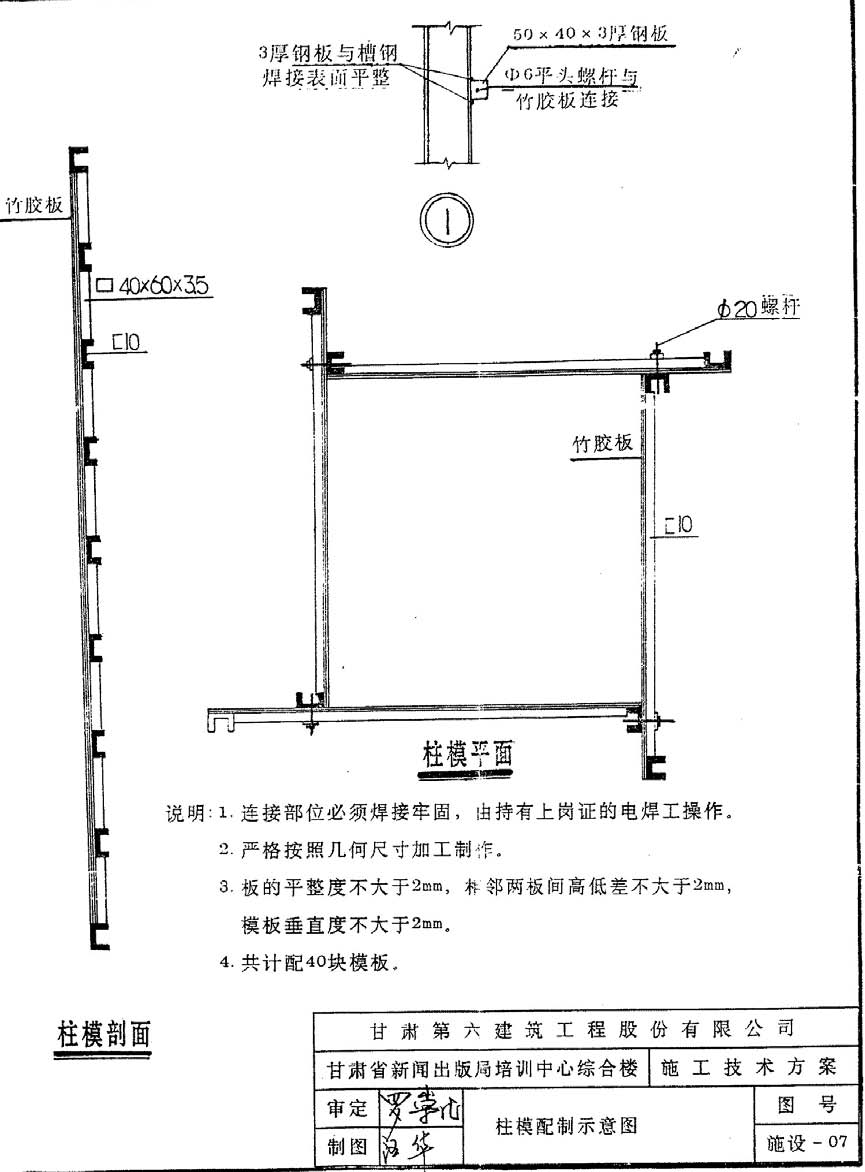 3厚钢板与槽钢
焊接表面平整
50×40×3厚钢板
Φ6平头螺杆与
竹胶板连接
1
竹胶板
□ 40x60x3.5
[10
ϕ20螺杆
竹胶板
[10
柱模平面
说明:1. 连接部位必须焊接牢固，由持有上岗证的电焊工操作。
2. 严格按照几何尺寸加工制作。
3. 板的平整度不大于2mm，相邻两板间高低差不大于2mm，
模板垂直度不大于2mm。
4. 共计配40块模板。
柱模剖面
甘肃第六建筑工程股份有限公司
甘肃省新闻出版局培训中心综合楼 施工技术方案
审定
柱模配制示意图
图号
制图
施设-07